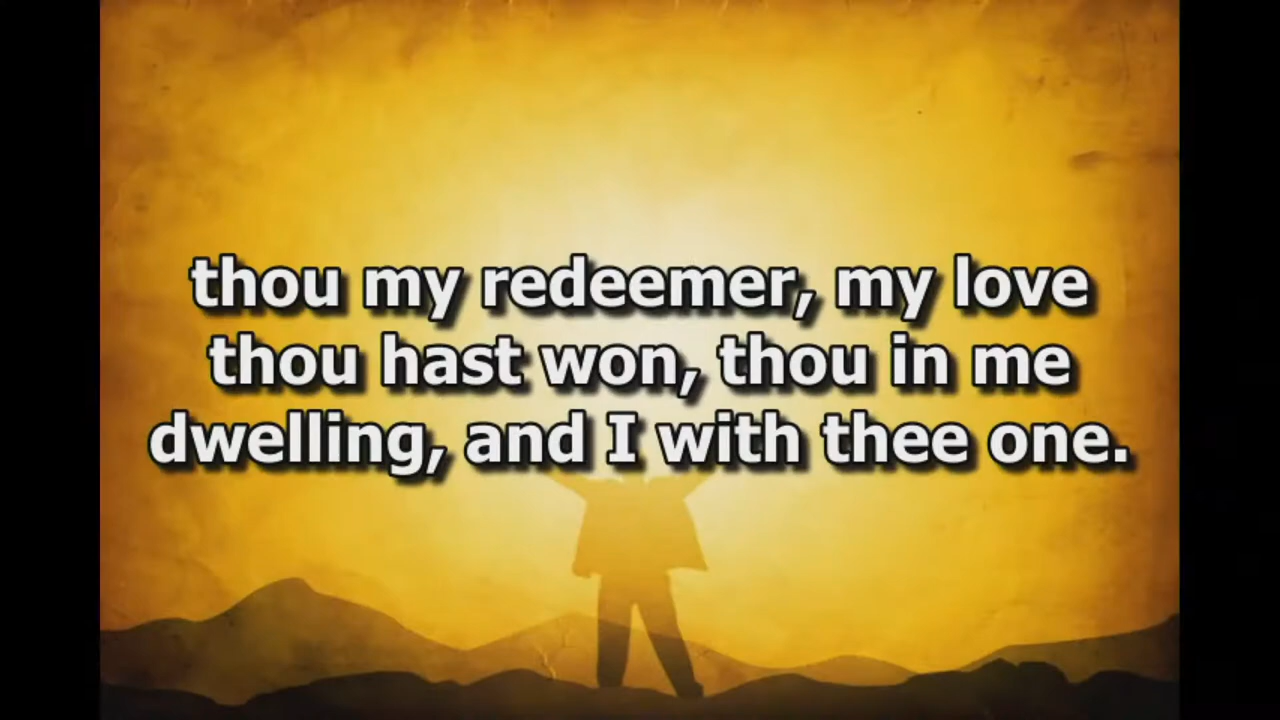 thou my redeemer, my love
thou hast won, thou in me
dwelling, and I with thee one.